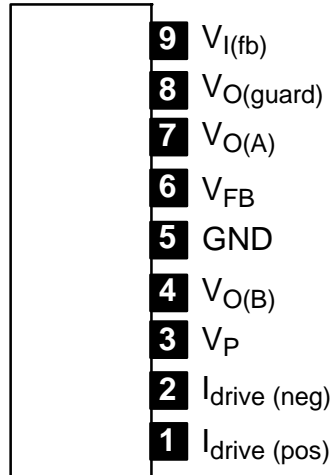 9 VI(fb)
8 VO(guard)
7 VO(A)
6 VFB
5 GND
4 VO(B)
3 VP
2 Idrive (neg)
1 Idrive (pos)